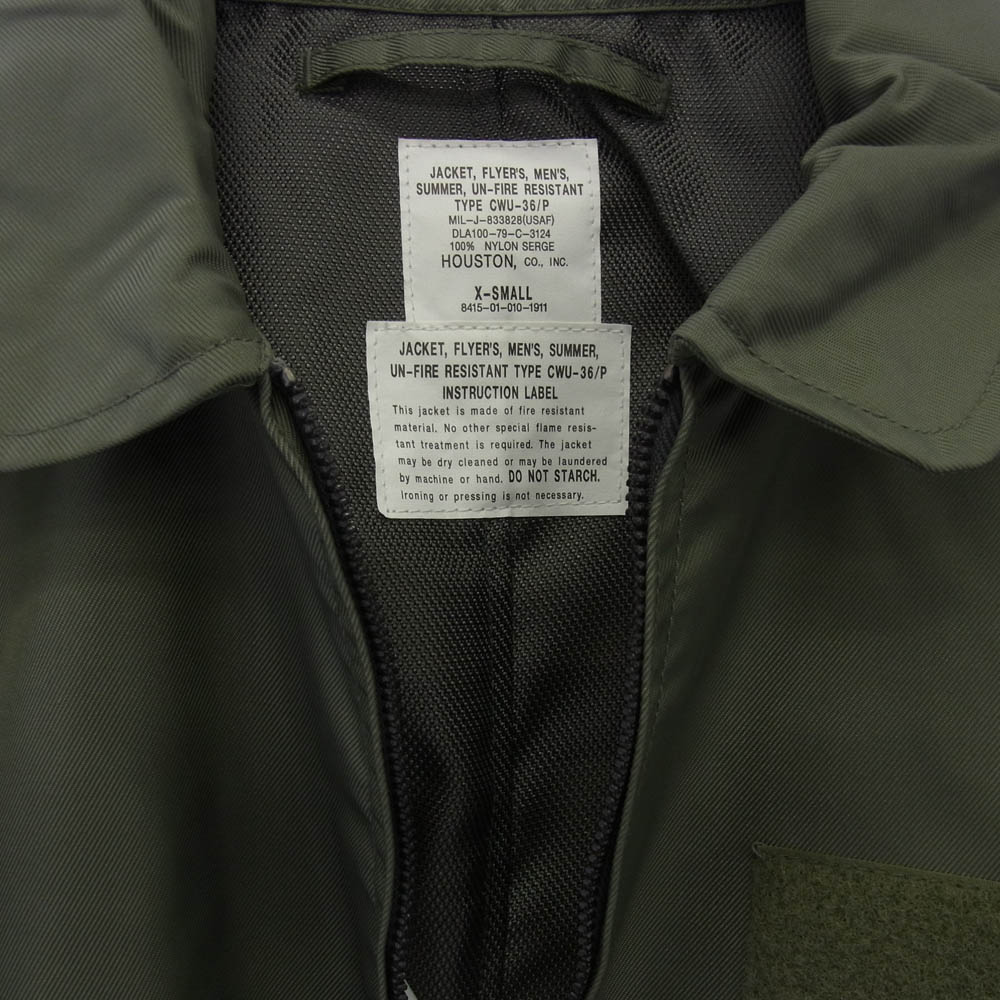 JACKET, FLYER'S, MEN'S,
SUMMER, UN-FIRE RESISTANT
TYPE CWU-36/P
MIL-J-833828(USAF)
DLA100-79-C-3124
100% NYLON SERGE
HOUSTON, CO., INC.
X-SMALL
8415-01-010-1911
JACKET, FLYER'S, MEN'S, SUMMER,
UN-FIRE RESISTANT TYPE CWU-36/P
INSTRUCTION LABEL
This jacket is made of fire resistant
material. No other special flame resis-
tant treatment is required. The jacket
may be dry cleaned or may be laundered
by machine or hand. DO NOT STARCH.
Ironing or pressing is not necessary.